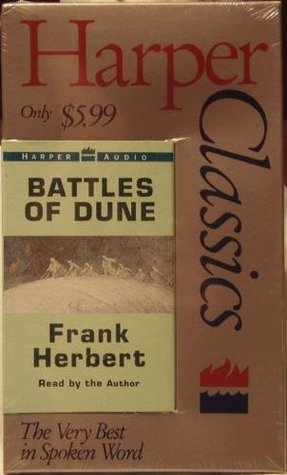 Harper
Classics
Only $5.99
HARPER AUDIO
BATTLES
OF DUNE
Frank
Herbert
Read by the Author
The Very Best
in Spoken Word